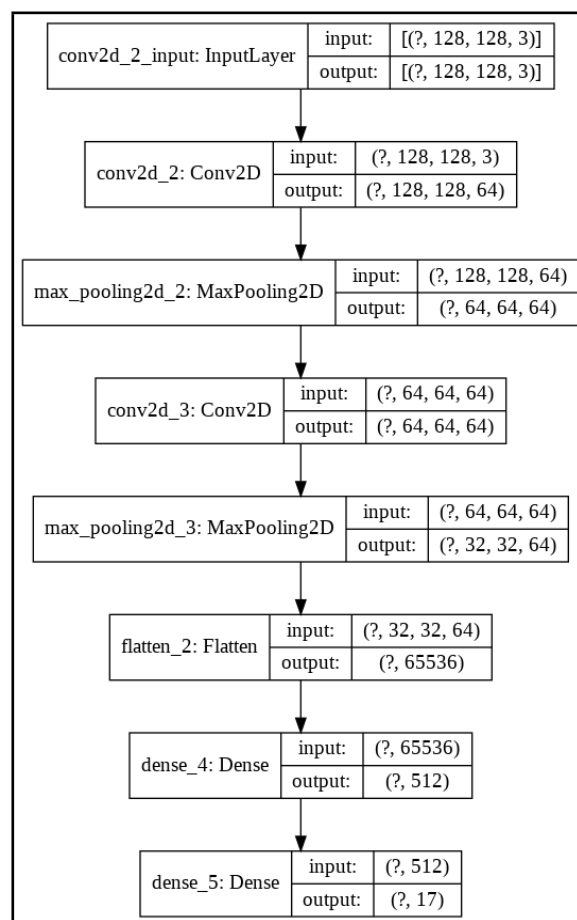 conv2d_2_input: InputLayer
input: [(?, 128, 128, 3)]
output: [(?, 128, 128, 3)]
conv2d_2: Conv2D
input: (?, 128, 128, 3)
output: (?, 128, 128, 64)
max_pooling2d_2: MaxPooling2D
input: (?, 128, 128, 64)
output: (?, 64, 64, 64)
conv2d_3: Conv2D
input: (?, 64, 64, 64)
output: (?, 64, 64, 64)
max_pooling2d_3: MaxPooling2D
input: (?, 64, 64, 64)
output: (?, 32, 32, 64)
flatten_2: Flatten
input: (?, 32, 32, 64)
output: (?, 65536)
dense_4: Dense
input: (?, 65536)
output: (?, 512)
dense_5: Dense
input: (?, 512)
output: (?, 17)